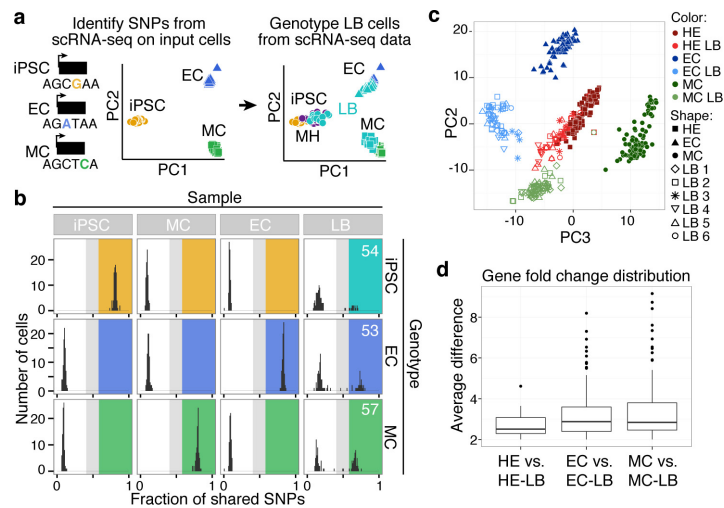 a
Identify SNPs from
scRNA-seq on input cells
Genotype LB cells
from scRNA-seq data
iPSC
AGCGAA
EC
AGATAA
MC
AGCTCA
PC2
PC1
iPSC
EC
MC
PC2
PC1
iPSC
MH
EC
LB
MC
b
Sample
iPSC
MC
EC
LB
Number of cells
20
10
0
20
10
0
20
10
0
54
53
57
iPSC
EC
MC
Genotype
0
1 0
1 0
1 0
1
Fraction of shared SNPs
c
PC2
20
10
0
-10
-10
0
10
PC3
Color:
HE
HE LB
EC
EC LB
MC
MC LB
Shape:
HE
EC
MC
LB 1
LB 2
LB 3
LB 4
LB 5
LB 6
d
Gene fold change distribution
Average difference
8
6
4
2
HE vs.
HE-LB
EC vs.
EC-LB
MC vs.
MC-LB